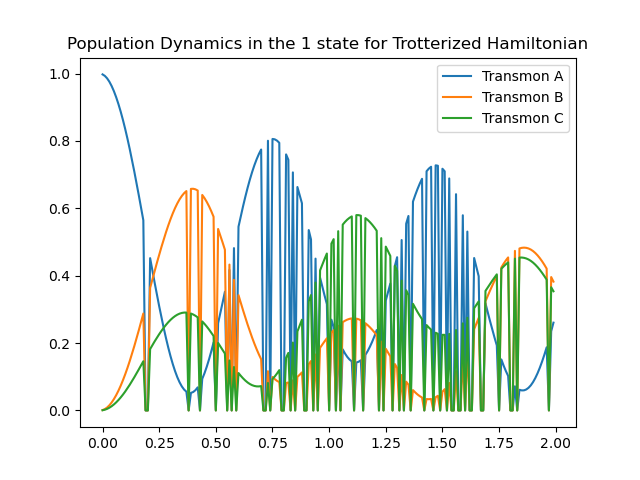 Population Dynamics in the 1 state for Trotterized Hamiltonian
Transmon A
Transmon B
Transmon C
1.0
0.8
0.6
0.4
0.2
0.0
0.00 0.25 0.50 0.75 1.00 1.25 1.50 1.75 2.00